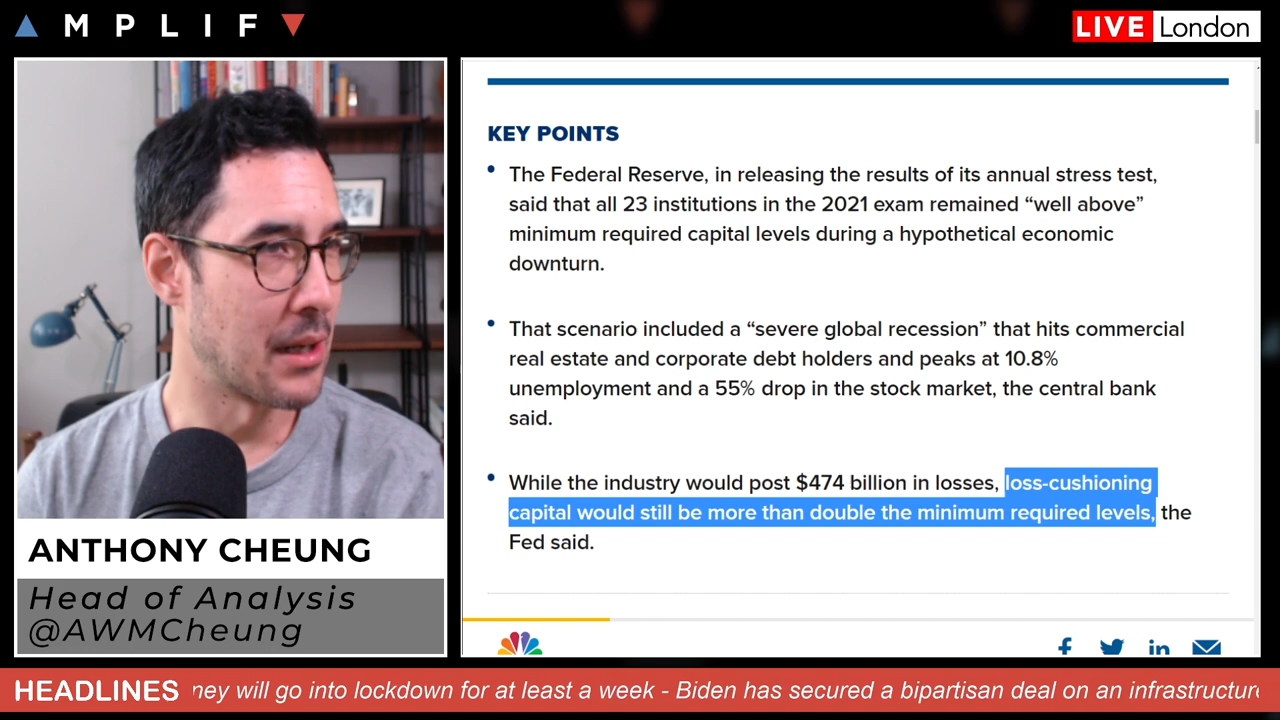 AMPLIFY
LIVE London
KEY POINTS
The Federal Reserve, in releasing the results of its annual stress test,
said that all 23 institutions in the 2021 exam remained “well above”
minimum required capital levels during a hypothetical economic
downturn.
That scenario included a “severe global recession” that hits commercial
real estate and corporate debt holders and peaks at 10.8%
unemployment and a 55% drop in the stock market, the central bank
said.
While the industry would post $474 billion in losses, loss-cushioning
capital would still be more than double the minimum required levels, the
Fed said.
ANTHONY CHEUNG
Head of Analysis
@AWMCheung
HEADLINES ney will go into lockdown for at least a week - Biden has secured a bipartisan deal on an infrastructure